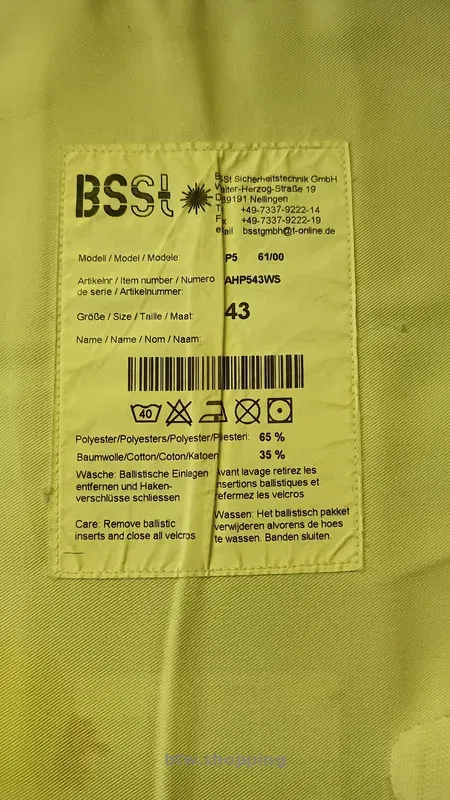 BSSt
BSSt Sicherheitstechnik GmbH
Walter-Herzog-Straße 19
D 89191 Nellingen
+49-7337-9222-14
+49-7337-9222-19
bsstgmbh@t-online.de
Modell / Model / Modele: P5 61/00
Artikelnr / Item number / Numero
de serie / Artikelnummer: AHP543WS
Größe / Size / Taille / Maat: 43
Name / Name / Nom / Naam:
40
Polyester/Polyesters/Polyester/Pliesteri: 65 %
Baumwolle/Cotton/Coton/Katoen 35 %
Wäsche: Ballistische Einlagen
entfernen und Haken-
verschlüsse schliessen
Avant lavage retirez les
insertions ballistiques et
refermez les velcros
Care: Remove ballistic
inserts and close all velcros
Wassen: Het ballistisch pakket
verwijderen alvorens de hoes
te wassen. Banden sluiten.